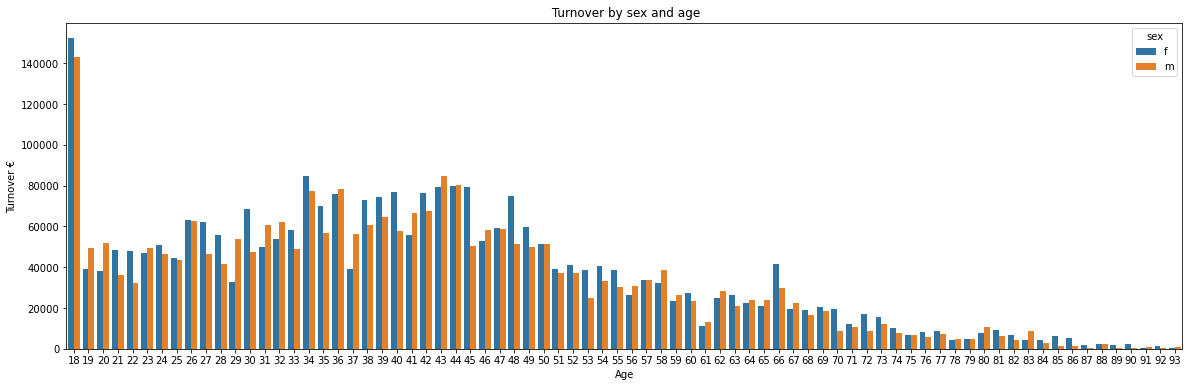 Turnover by sex and age
sex
f
m
140000
120000
100000
80000
60000
40000
20000
0
Turnover €
18 19 20 21 22 23 24 25 26 27 28 29 30 31 32 33 34 35 36 37 38 39 40 41 42 43 44 45 46 47 48 49 50 51 52 53 54 55 56 57 58 59 60 61 62 63 64 65 66 67 68 69 70 71 72 73 74 75 76 77 78 79 80 81 82 83 84 85 86 87 88 89 90 91 92 93
Age